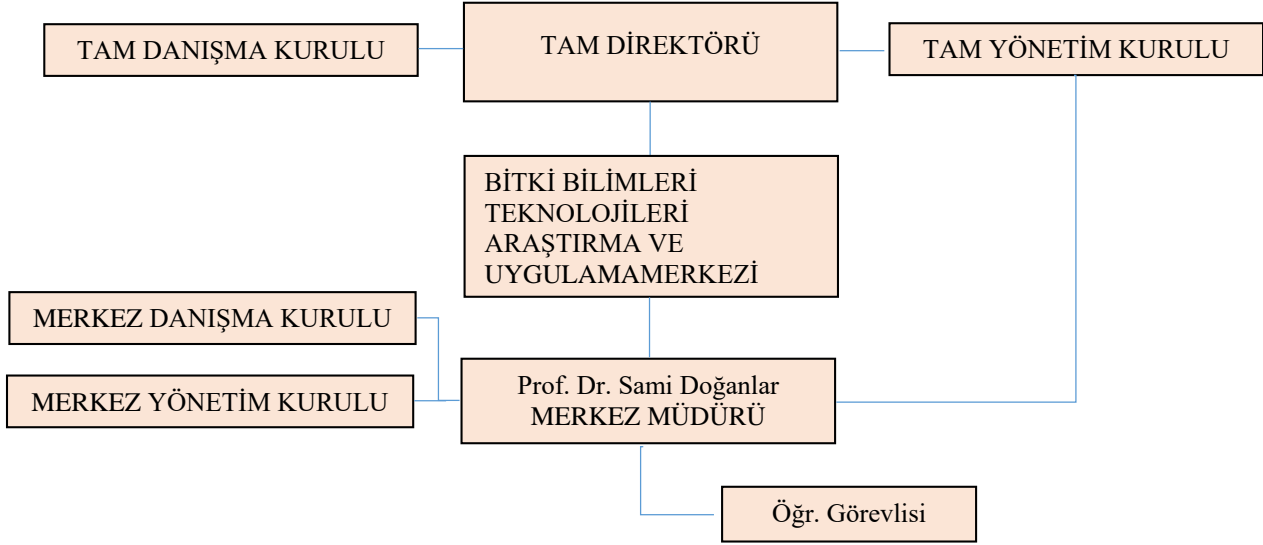 TAM DANIŞMA KURULU
TAM DİREKTÖRÜ
TAM YÖNETİM KURULU
BİTKİ BİLİMLERİ
TEKNOLOJİLERİ
ARAŞTIRMA VE
UYGULAMAMERKEZİ
MERKEZ DANIŞMA KURULU
MERKEZ YÖNETİM KURULU
Prof. Dr. Sami Doğanlar
MERKEZ MÜDÜRÜ
Öğr. Görevlisi